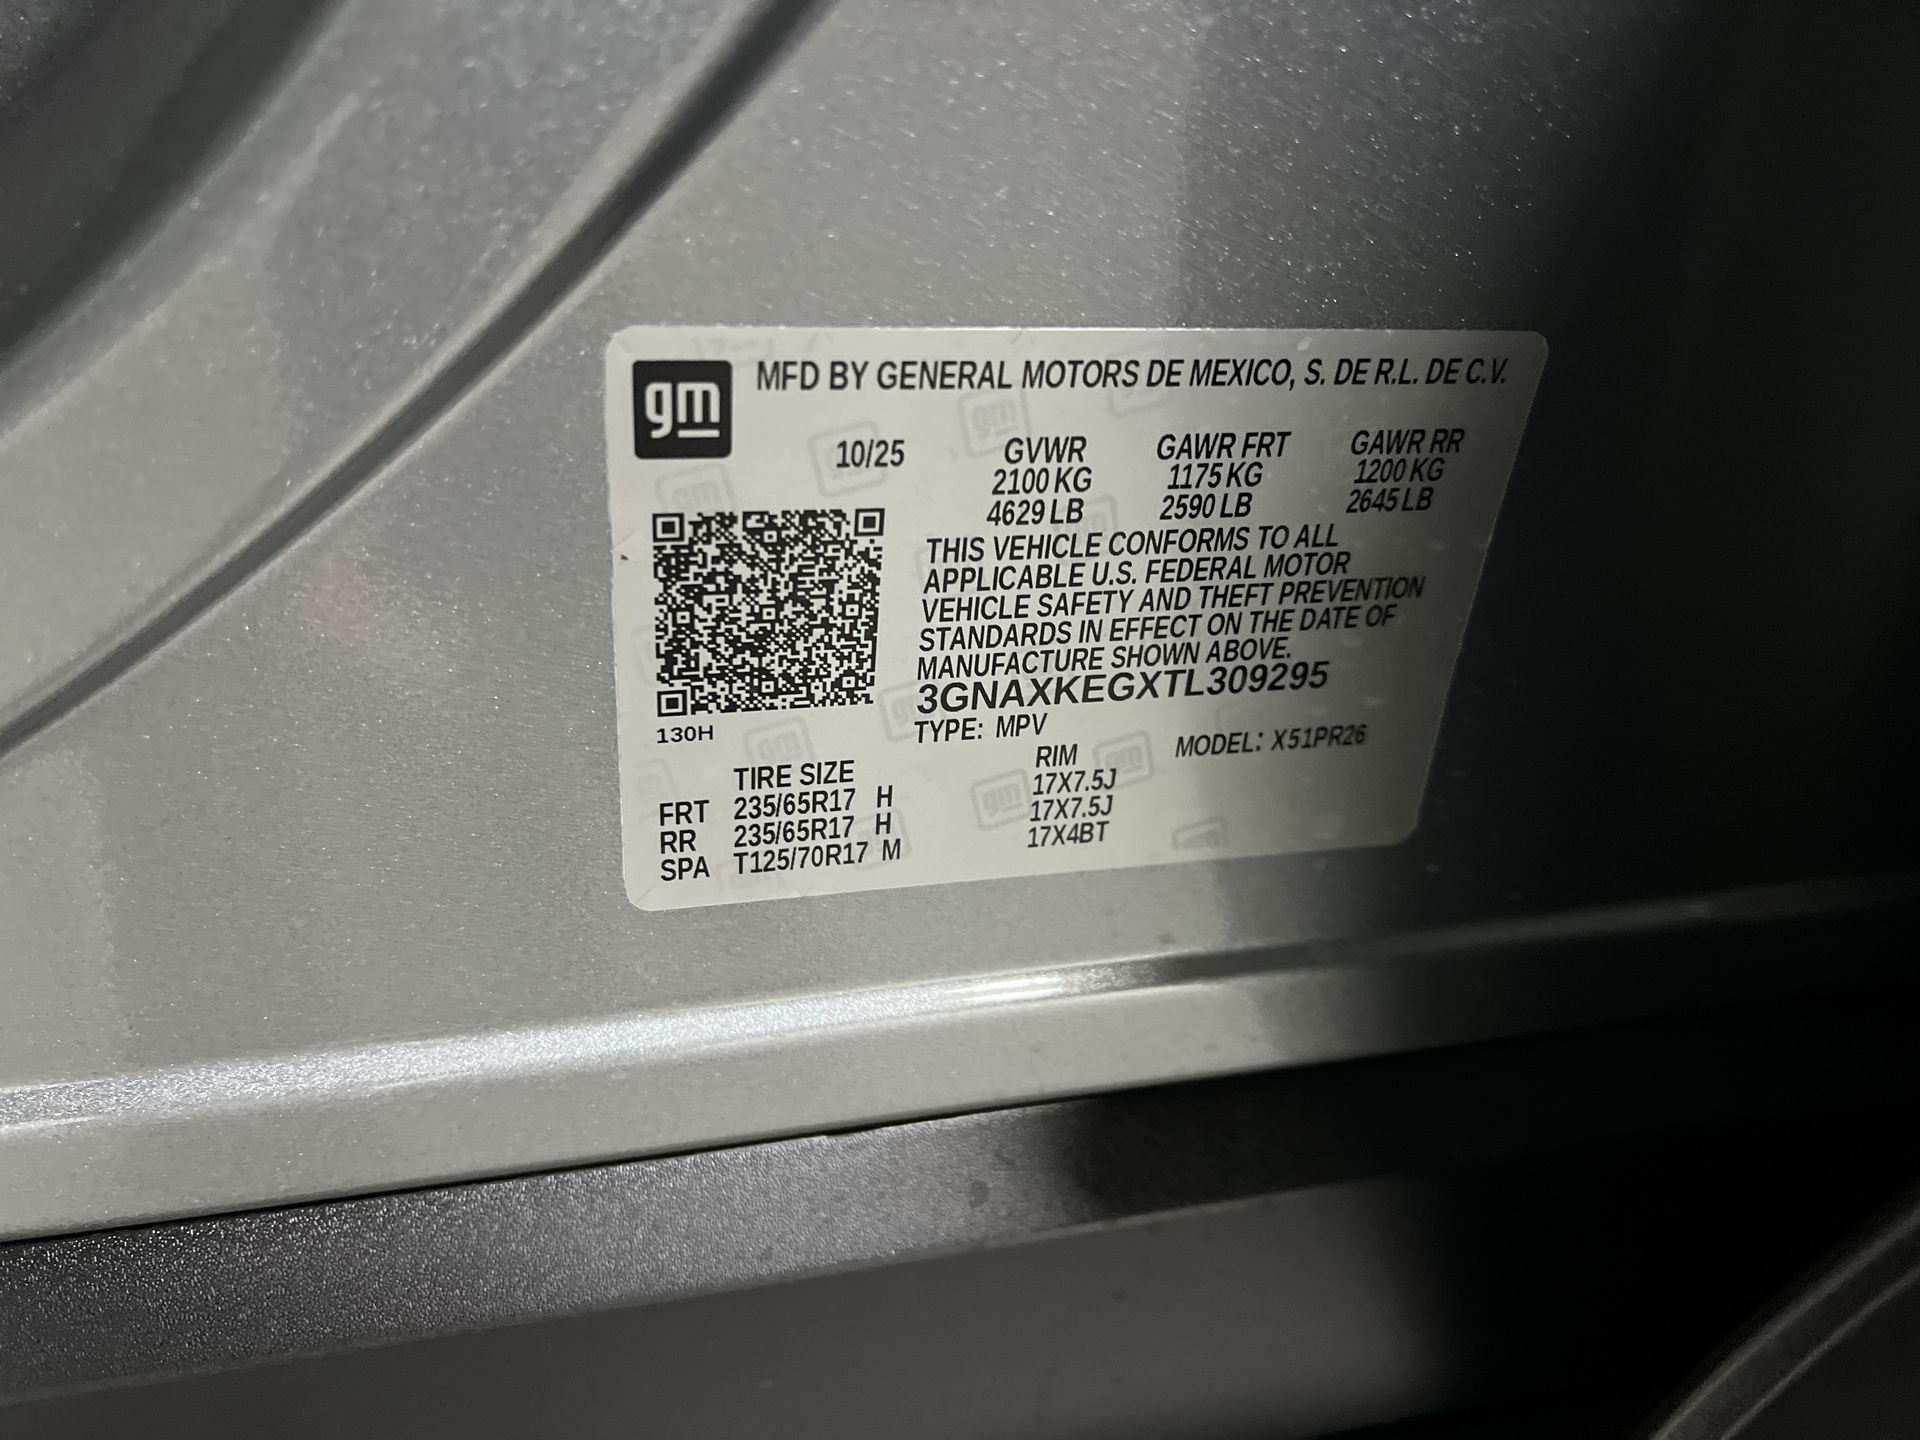 gm
MFD BY GENERAL MOTORS DE MEXICO, S. DE R.L. DE C.V.
10/25 GVWR GAWR FRT GAWR RR
2100 KG 1175 KG 1200 KG
4629 LB 2590 LB 2645 LB
THIS VEHICLE CONFORMS TO ALL
APPLICABLE U.S. FEDERAL MOTOR
VEHICLE SAFETY AND THEFT PREVENTION
STANDARDS IN EFFECT ON THE DATE OF
MANUFACTURE SHOWN ABOVE.
3GNAXKEGXTL309295
130H
TYPE: MPV MODEL: X51PR26
TIRE SIZE RIM
FRT 235/65R17 H 17X7.5J
RR 235/65R17 H 17X7.5J
SPA T125/70R17 M 17X4BT